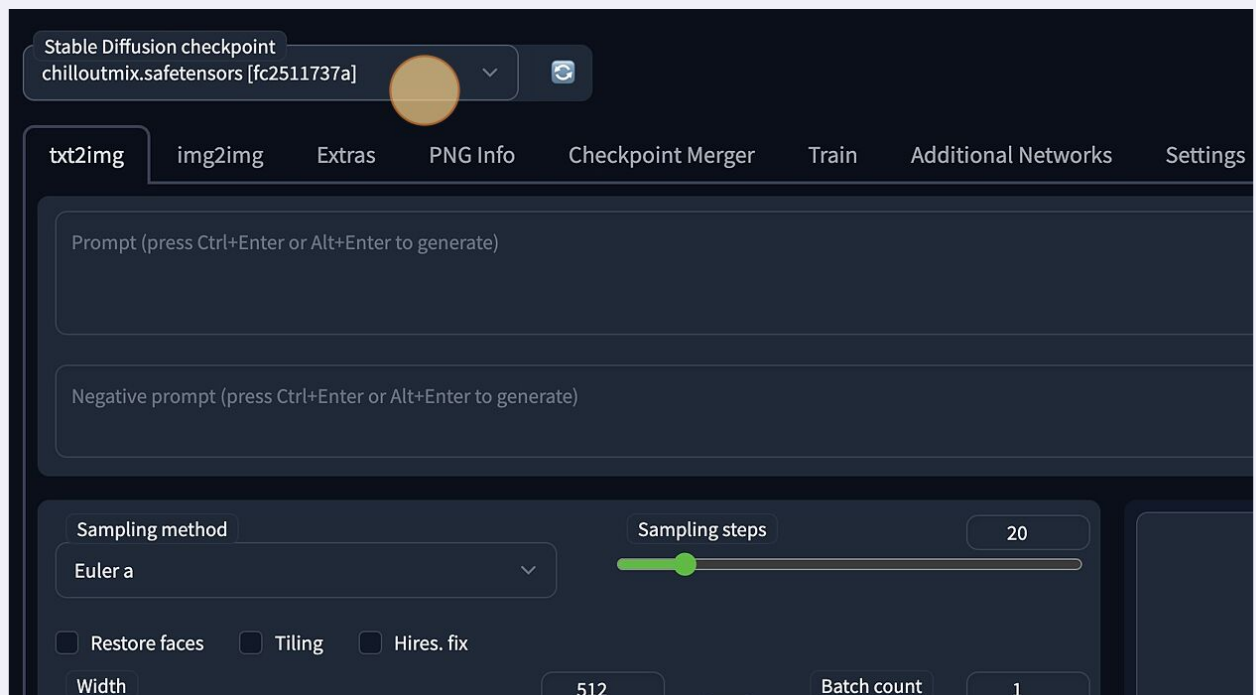 Stable Diffusion checkpoint
chilloutmix.safetensors [fc2511737a]
txt2img img2img Extras PNG Info Checkpoint Merger Train Additional Networks Settings
Prompt (press Ctrl+Enter or Alt+Enter to generate)
Negative prompt (press Ctrl+Enter or Alt+Enter to generate)
Sampling method Sampling steps 20
Euler a
Restore faces Tiling Hires. fix
Width 512 Batch count 1